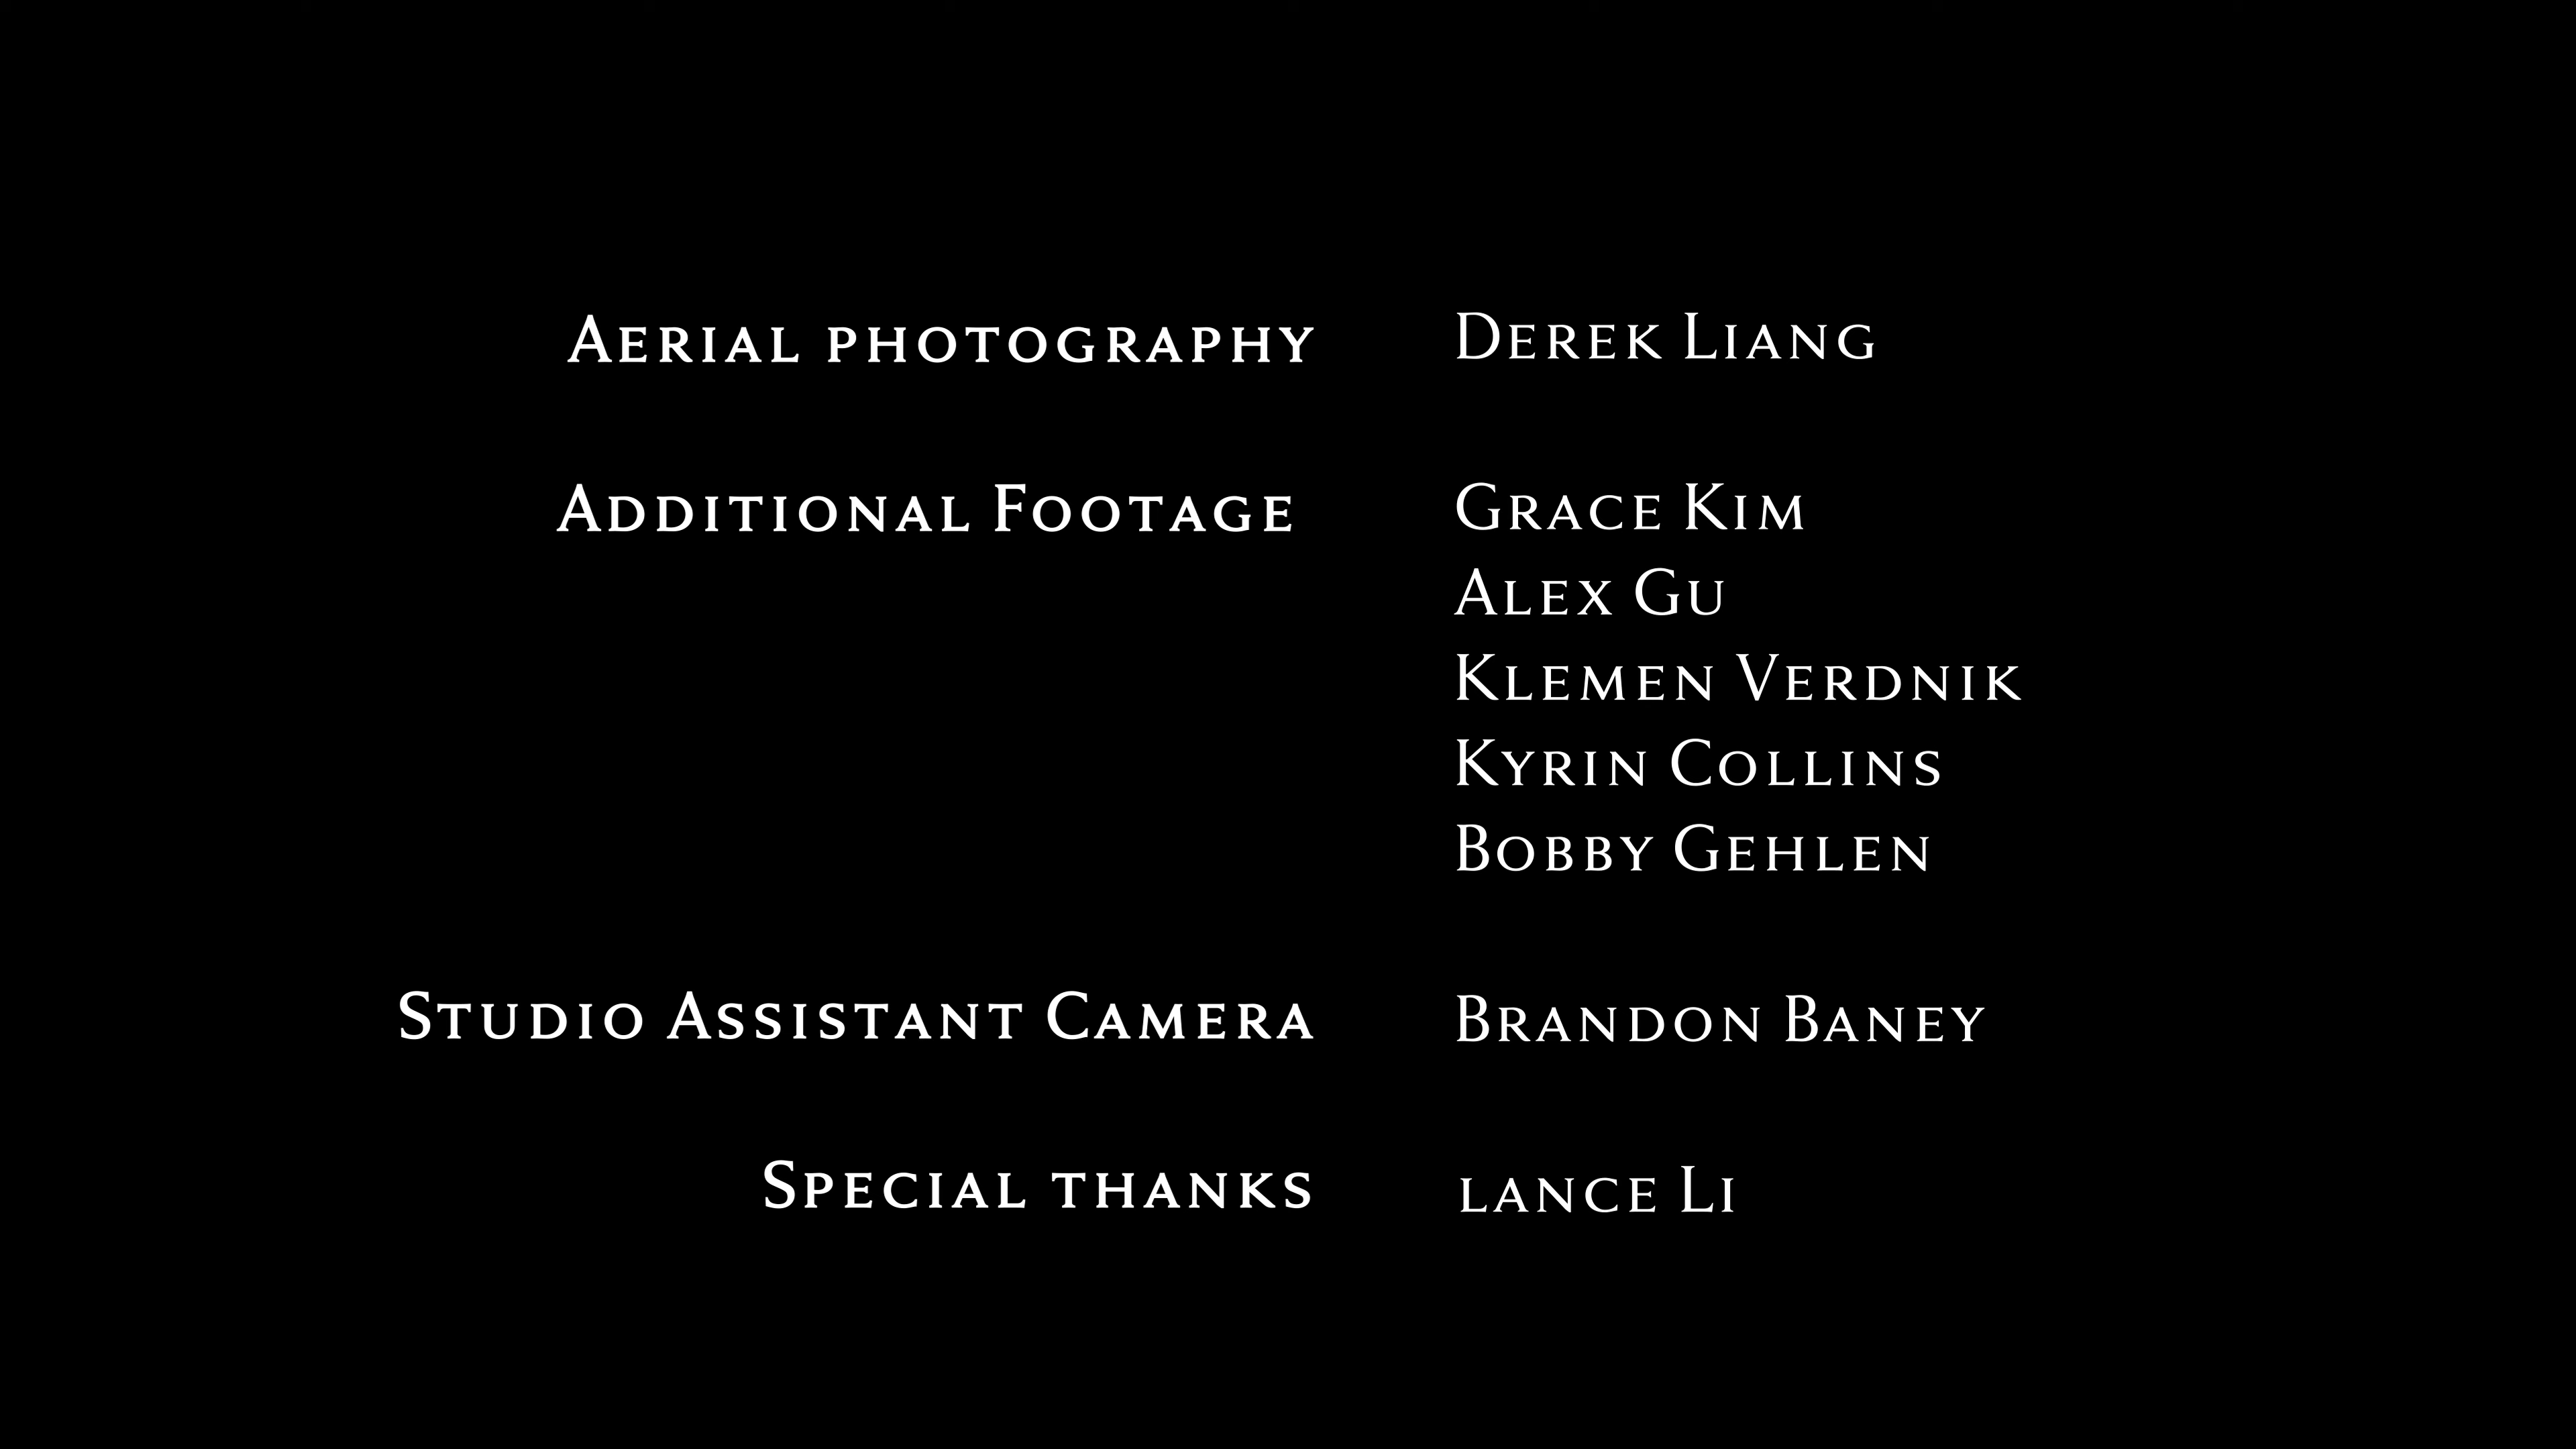 Aerial photography Derek Liang
Additional Footage Grace Kim
Alex Gu
Klemen Verdnik
Kyrin Collins
Bobby Gehlen
Studio Assistant Camera Brandon Baney
Special thanks lance Li